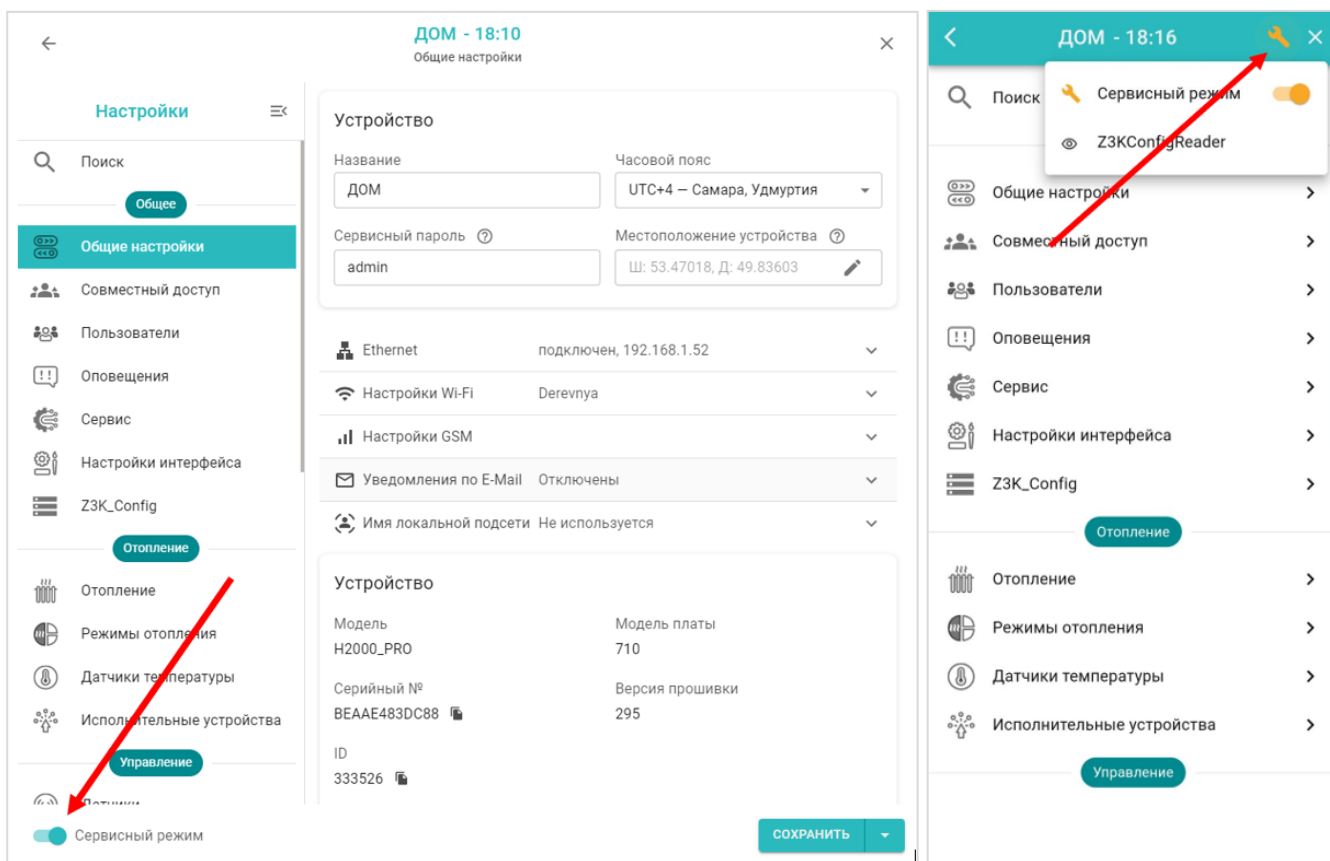 ДОМ - 18:10
Общие настройки
Настройки
Поиск
Общее
Общие настройки
Совместный доступ
Пользователи
Оповещения
Сервис
Настройки интерфейса
Z3K_Config
Отопление
Отопление
Режимы отопления
Датчики температуры
Исполнительные устройства
Управление
Датчики
Сервисный режим
Устройство
Название
Часовой пояс
ДОМ
UTC+4 — Самара, Удмуртия
Сервисный пароль
Местоположение устройства
admin
Ш: 53.47018, Д: 49.83603
Ethernet подключен, 192.168.1.52
Настройки Wi-Fi Derevnya
Настройки GSM
Уведомления по E-Mail Отключены
Имя локальной подсети Не используется
Устройство
Модель
Модель платы
H2000_PRO
710
Серийный №
Версия прошивки
BEAAE483DC88
295
ID
333526
СОХРАНИТЬ
ДОМ - 18:16
Поиск
Сервисный режим
Z3KConfigReader
Общие настройки
Совместный доступ
Пользователи
Оповещения
Сервис
Настройки интерфейса
Z3K_Config
Отопление
Отопление
Режимы отопления
Датчики температуры
Исполнительные устройства
Управление